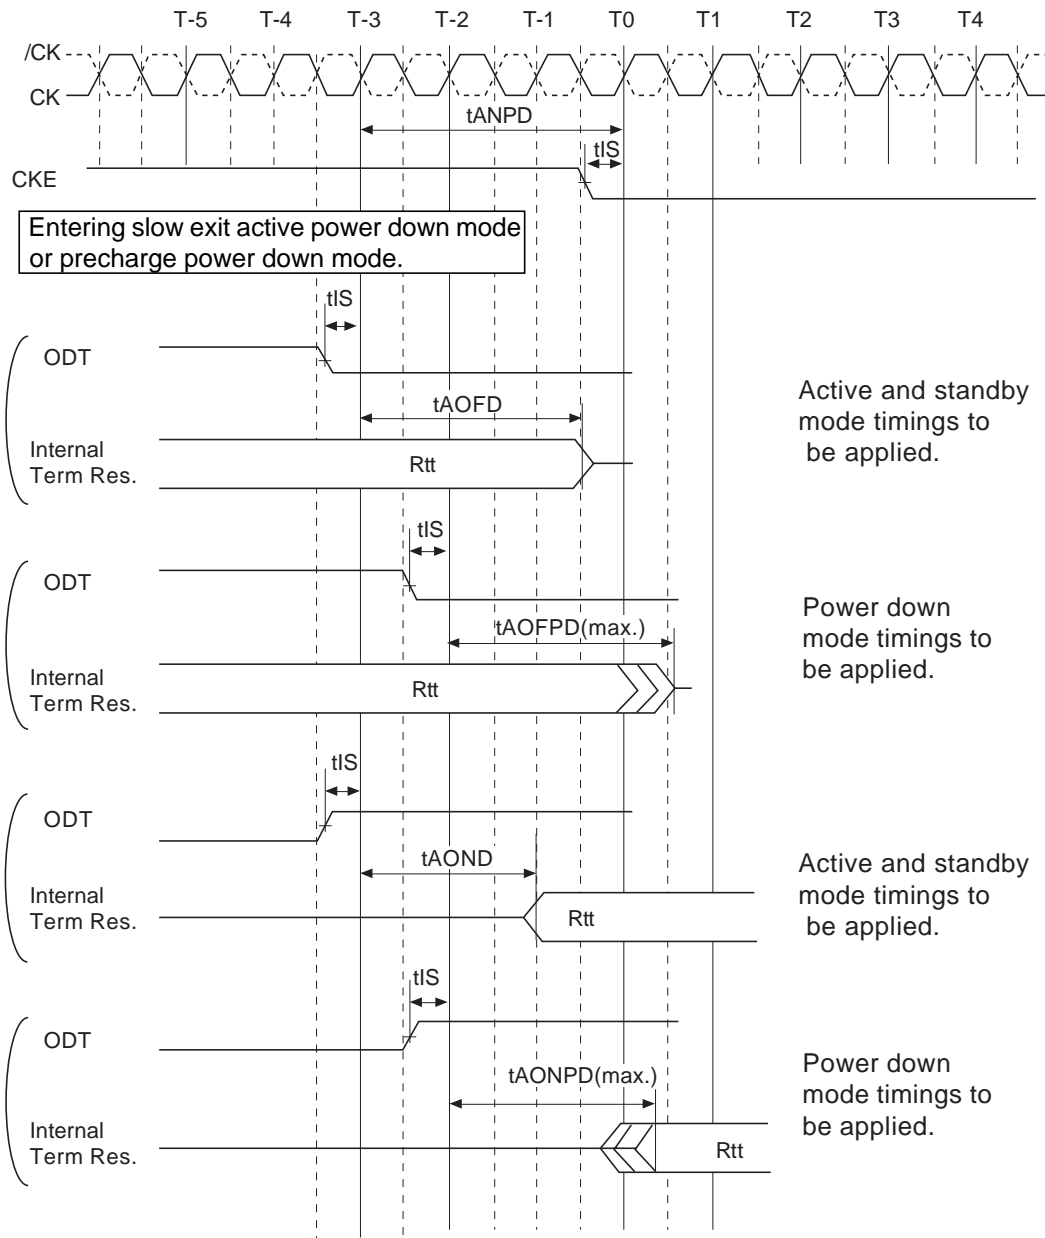 T-5 T-4 T-3 T-2 T-1 T0 T1 T2 T3 T4
/CK
CK
tANPD
tIS
CKE
Entering slow exit active power down mode
or precharge power down mode.
tIS
ODT
tAOFD
Internal
Term Res.
Rtt
Active and standby
mode timings to
be applied.
tIS
ODT
tAOFPD(max.)
Internal
Term Res.
Rtt
Power down
mode timings to
be applied.
tIS
ODT
tAOND
Internal
Term Res.
Rtt
Active and standby
mode timings to
be applied.
tIS
ODT
tAONPD(max.)
Internal
Term Res.
Rtt
Power down
mode timings to
be applied.